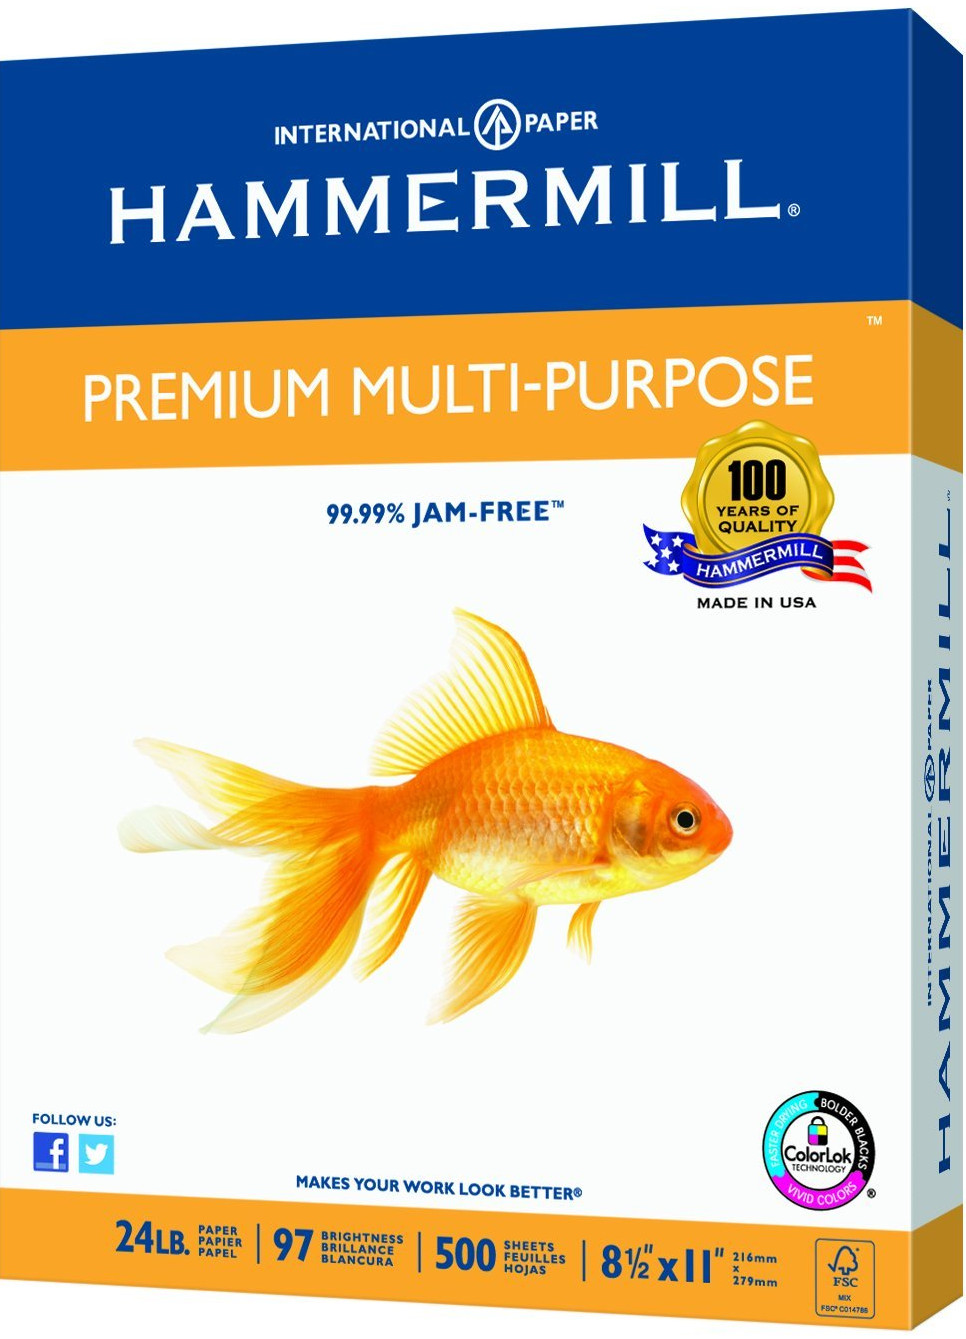 INTERNATIONAL PAPER
HAMMERMILL®
™
PREMIUM MULTI-PURPOSE
99.99% JAM-FREE™
100
YEARS OF
QUALITY
HAMMERMILL
MADE IN USA
INTERNATIONAL PAPER
HAMMERMILL®
FOLLOW US:
FASTER DRYING
BOLDER BLACKS
ColorLok
TECHNOLOGY
VIVID COLORS
®
MAKES YOUR WORK LOOK BETTER®
24LB. PAPER
PAPIER
PAPEL
97 BRIGHTNESS
BRILLANCE
BLANCURA
500 SHEETS
FEUILLES
HOJAS
8½" x 11" 216mm
x
279mm
FSC
MIX
FSC® C014786